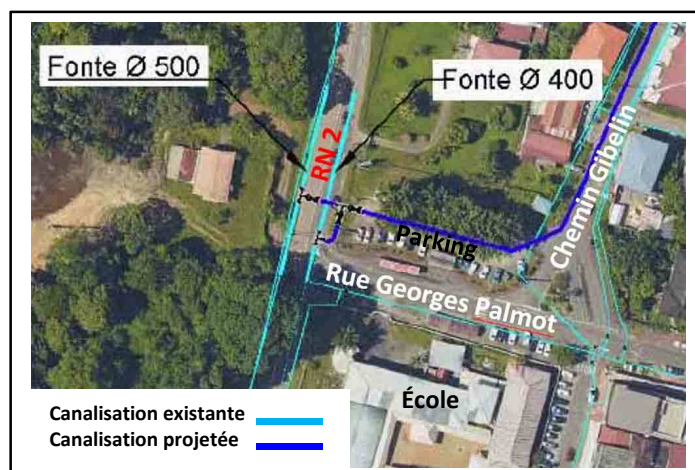 Fonte Ø 500
Fonte Ø 400
RN 2
Chemin Gibelin
Parking
Rue Georges Palmot
École
Canalisation existante
Canalisation projetée